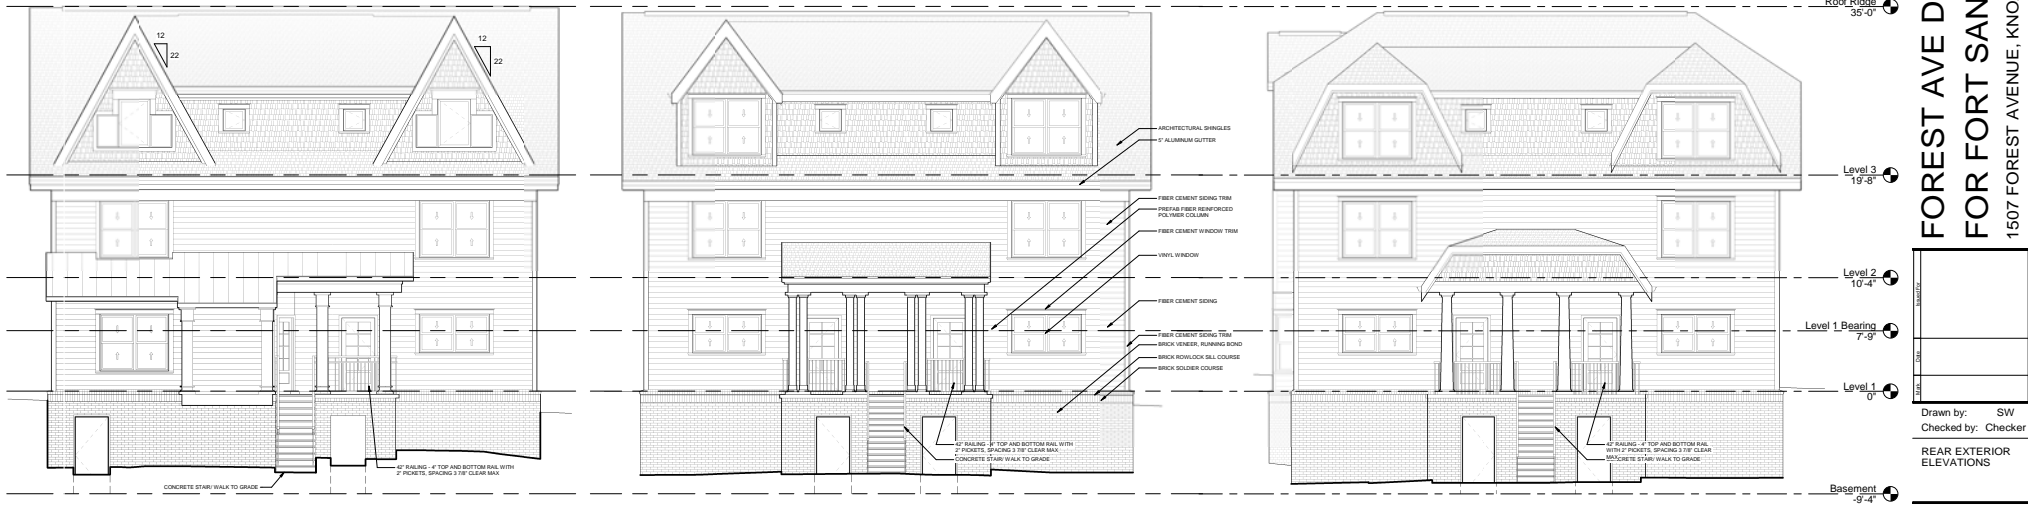 12
22
12
22
42" RAILING - 4" TOP AND BOTTOM RAIL WITH
2" PICKETS, SPACING 3 7/8" CLEAR MAX
CONCRETE STAIR/ WALK TO GRADE
ARCHITECTURAL SHINGLES
5" ALUMINUM GUTTER
FIBER CEMENT SIDING TRIM
PREFAB FIBER REINFORCED
POLYMER COLUMN
FIBER CEMENT WINDOW TRIM
VINYL WINDOW
FIBER CEMENT SIDING
FIBER CEMENT SIDING TRIM
BRICK VENEER, RUNNING BOND
BRICK ROWLOCK SILL COURSE
BRICK SOLDIER COURSE
42" RAILING - 4" TOP AND BOTTOM RAIL WITH
2" PICKETS, SPACING 3 7/8" CLEAR MAX
CONCRETE STAIR/ WALK TO GRADE
42" RAILING - 4" TOP AND BOTTOM RAIL
WITH 2" PICKETS, SPACING 3 7/8" CLEAR
STAIR/ WALK TO GRADE
Roof Ridge
35'-0"
Level 3
19'-8"
Level 2
10'-4"
Level 1 Bearing
7'-9"
Level 1
0"
Basement
-9'-4"
FOREST AVE D
FOR FORT SAN
1507 FOREST AVENUE, KNO
Date
Mark
Drawn by: SW
Checked by: Checker
REAR EXTERIOR
ELEVATIONS